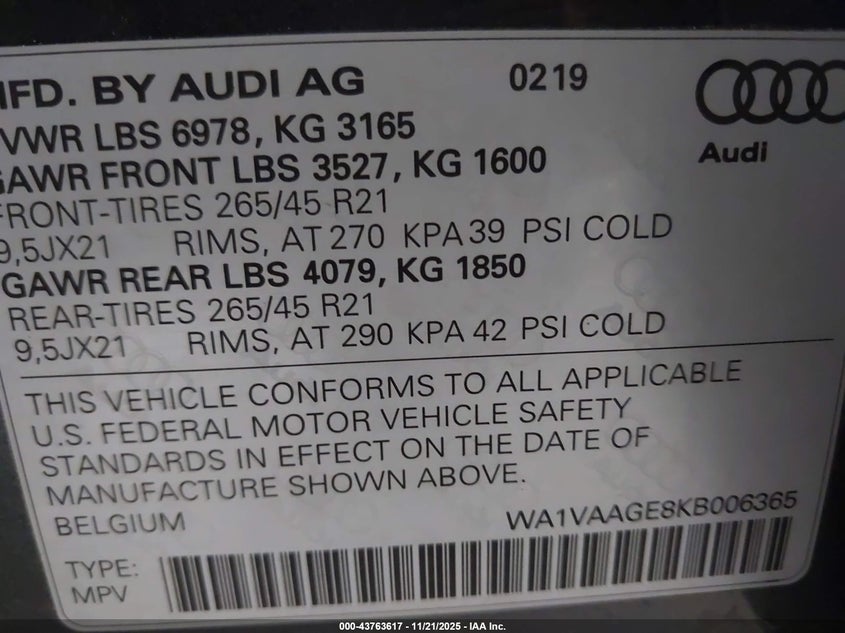 MFD. BY AUDI AG 0219
GVWR LBS 6978, KG 3165
Audi
GAWR FRONT LBS 3527, KG 1600
FRONT-TIRES 265/45 R21
9,5JX21 RIMS, AT 270 KPA 39 PSI COLD
GAWR REAR LBS 4079, KG 1850
REAR-TIRES 265/45 R21
9,5JX21 RIMS, AT 290 KPA 42 PSI COLD
THIS VEHICLE CONFORMS TO ALL APPLICABLE
U.S. FEDERAL MOTOR VEHICLE SAFETY
STANDARDS IN EFFECT ON THE DATE OF
MANUFACTURE SHOWN ABOVE.
BELGIUM WA1VAAGE8KB006365
TYPE:
MPV
000-43763617 - 11/21/2025 - IAA Inc.